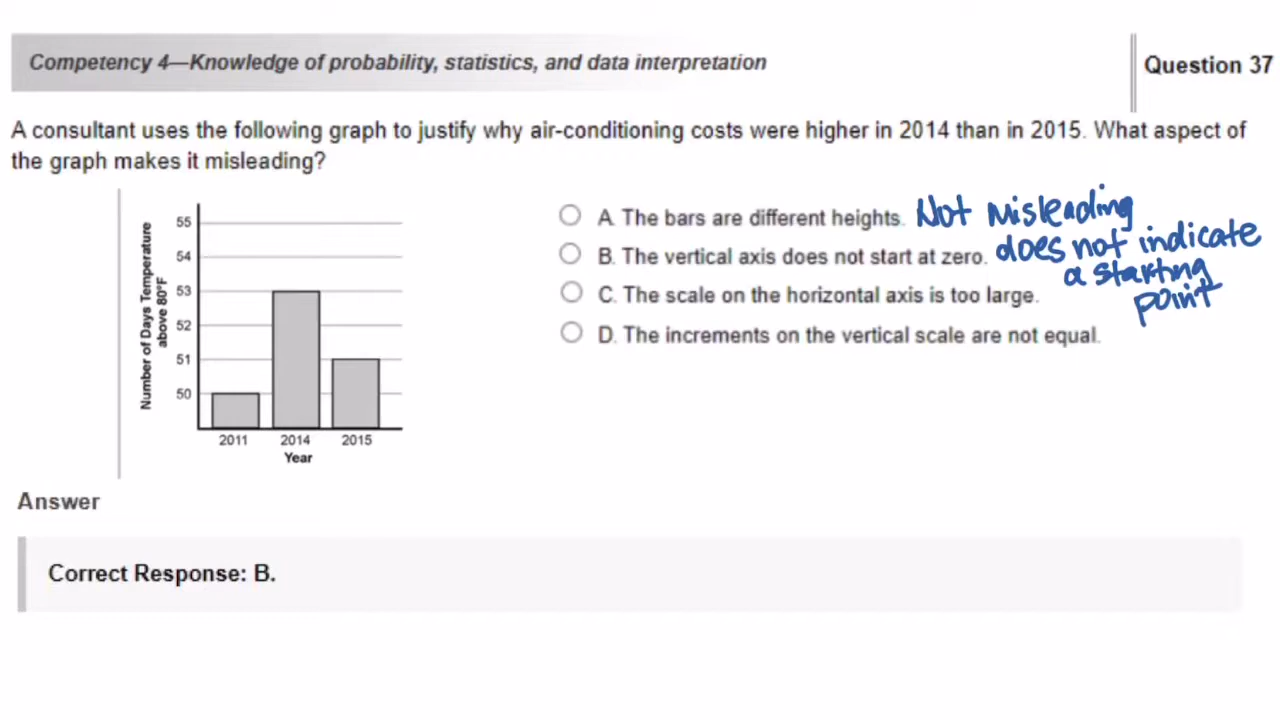 Competency 4—Knowledge of probability, statistics, and data interpretation
Question 37
A consultant uses the following graph to justify why air-conditioning costs were higher in 2014 than in 2015. What aspect of
the graph makes it misleading?
Number of Days Temperature
above 80°F
55
54
53
52
51
50
2011 2014 2015
Year
A. The bars are different heights. Not Misleading
B. The vertical axis does not start at zero. does not indicate
a starting
point
C. The scale on the horizontal axis is too large.
D. The increments on the vertical scale are not equal.
Answer
Correct Response: B.